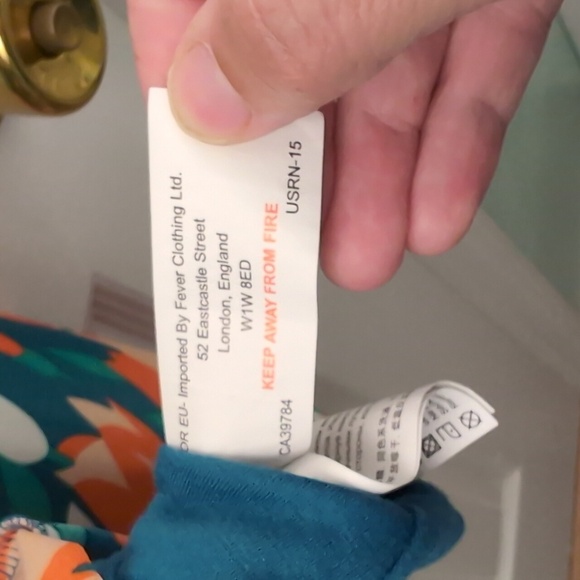 OR EU- Imported By Fever Clothing Ltd.
52 Eastcastle Street
London, England
W1W 8ED
KEEP AWAY FROM FIRE
CA39784 USRN-15